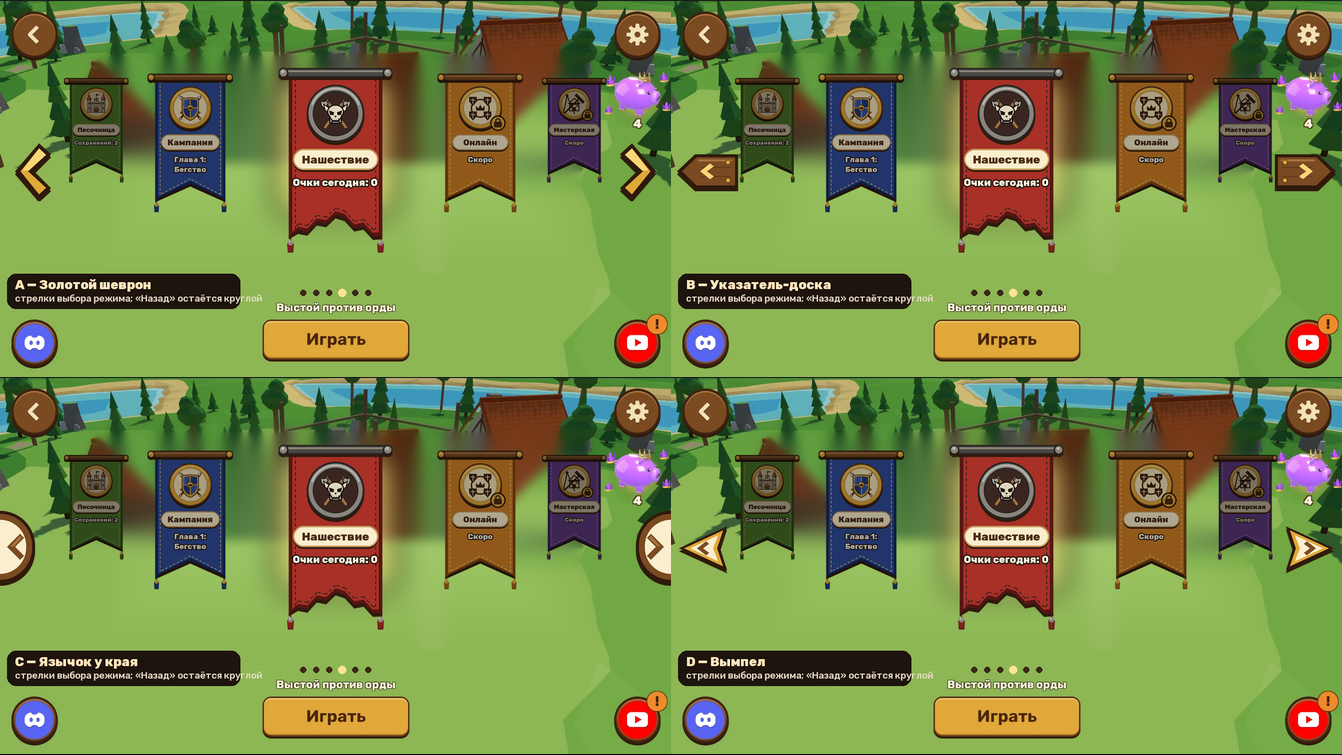 Песочница
Сохранений: 2
Кампания
Глава 1:
Бегство
Нашествие
Очки сегодня: 0
Онлайн
Скоро
Мастерская
Скоро
4
A — Золотой шеврон
стрелки выбора режима; «Назад» остаётся круглой
Выстой против орды
Играть
!
Песочница
Сохранений: 2
Кампания
Глава 1:
Бегство
Нашествие
Очки сегодня: 0
Онлайн
Скоро
Мастерская
Скоро
4
B — Указатель-доска
стрелки выбора режима; «Назад» остаётся круглой
Выстой против орды
Играть
!
Песочница
Сохранений: 2
Кампания
Глава 1:
Бегство
Нашествие
Очки сегодня: 0
Онлайн
Скоро
Мастерская
Скоро
4
C — Язычок у края
стрелки выбора режима; «Назад» остаётся круглой
Выстой против орды
Играть
!
Песочница
Сохранений: 2
Кампания
Глава 1:
Бегство
Нашествие
Очки сегодня: 0
Онлайн
Скоро
Мастерская
Скоро
4
D — Вымпел
стрелки выбора режима; «Назад» остаётся круглой
Выстой против орды
Играть
!